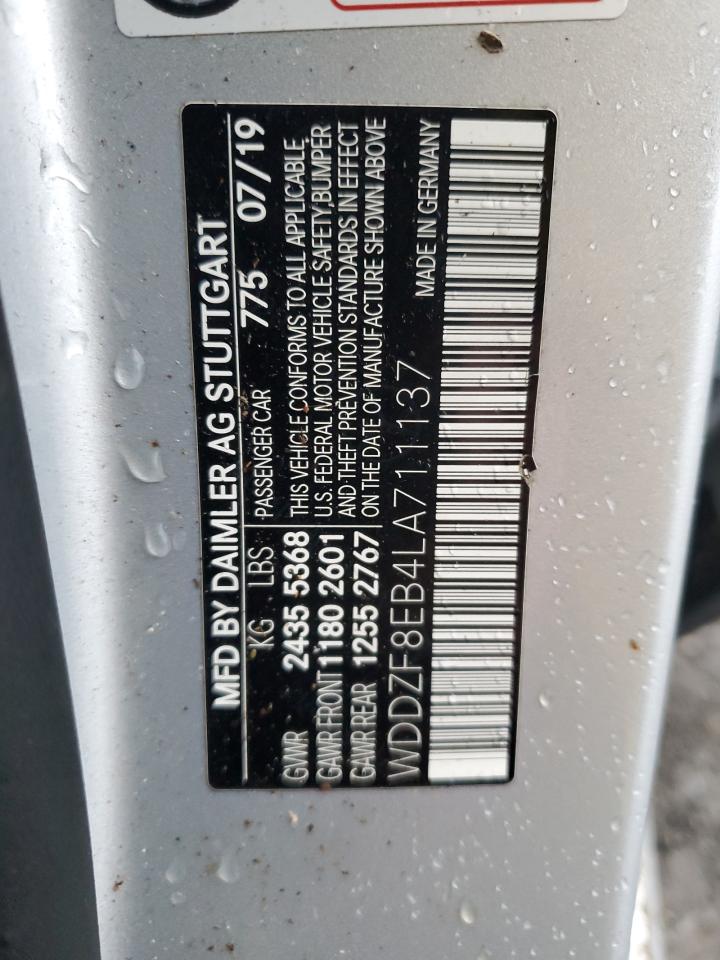 MFD BY DAIMLER AG STUTTGART
KG LBS PASSENGER CAR 775 07/19
GVWR 2435 5368 THIS VEHICLE CONFORMS TO ALL APPLICABLE
GAWR FRONT 1180 2601 U.S. FEDERAL MOTOR VEHICLE SAFETY,BUMPER
GAWR REAR 1255 2767 AND THEFT PREVENTION STANDARDS IN EFFECT
ON THE DATE OF MANUFACTURE SHOWN ABOVE
WDDZF8EB4LA711137 MADE IN GERMANY